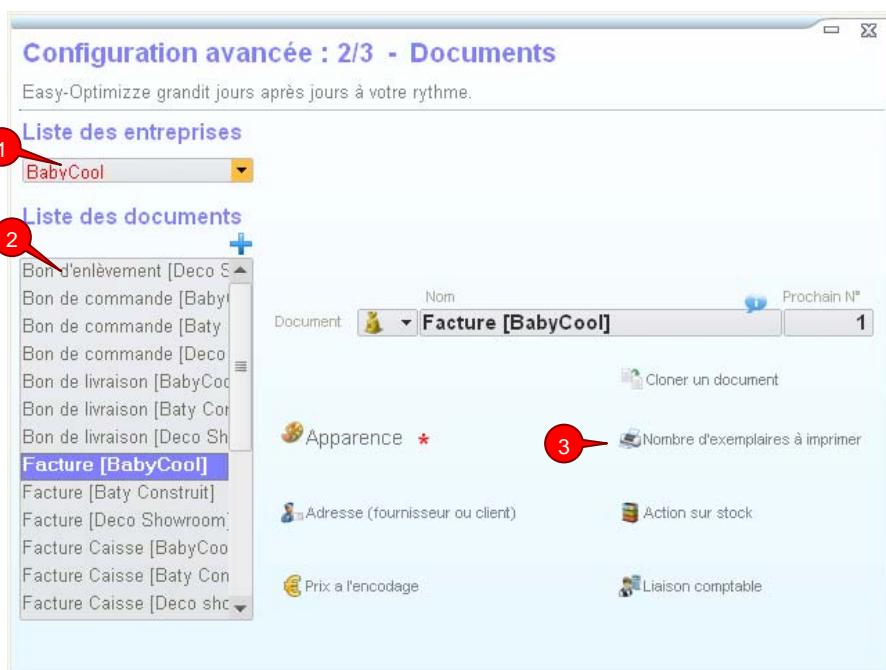 Configuration avancée : 2/3 - Documents
Easy-Optimizze grandit jours après jours à votre rythme.
Liste des entreprises
1
BabyCool
Liste des documents
2
Bon d'enlèvement [Deco S
Bon de commande [Baby
Bon de commande [Baty
Bon de commande [Deco
Bon de livraison [BabyCoo
Bon de livraison [Baty Cor
Bon de livraison [Deco Sh
Facture [BabyCool]
Facture [Baty Construit]
Facture [Deco Showroom]
Facture Caisse [BabyCoo
Facture Caisse [Baty Con
Facture Caisse [Deco sho
Nom
Prochain N°
Document
Facture [BabyCool]
1
Cloner un document
Apparence *
3
Nombre d'exemplaires à imprimer
Adresse (fournisseur ou client)
Action sur stock
Prix a l'encodage
Liaison comptable